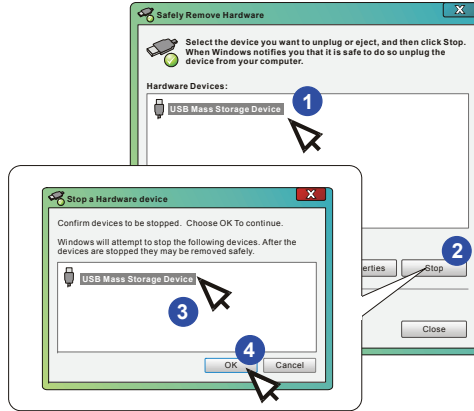 Safely Remove Hardware
X
Select the device you want to unplug or eject, and then click Stop.
When Windows notifies you that it is safe to do so unplug the
device from your computer.
Hardware Devices:
1
USB Mass Storage Device
2
erties
Stop
Close
Stop a Hardware device
X
Confirm devices to be stopped. Choose OK To continue.
Windows will attempt to stop the following devices. After the
devices are stopped they may be removed safely.
USB Mass Storage Device
3
4
OK
Cancel